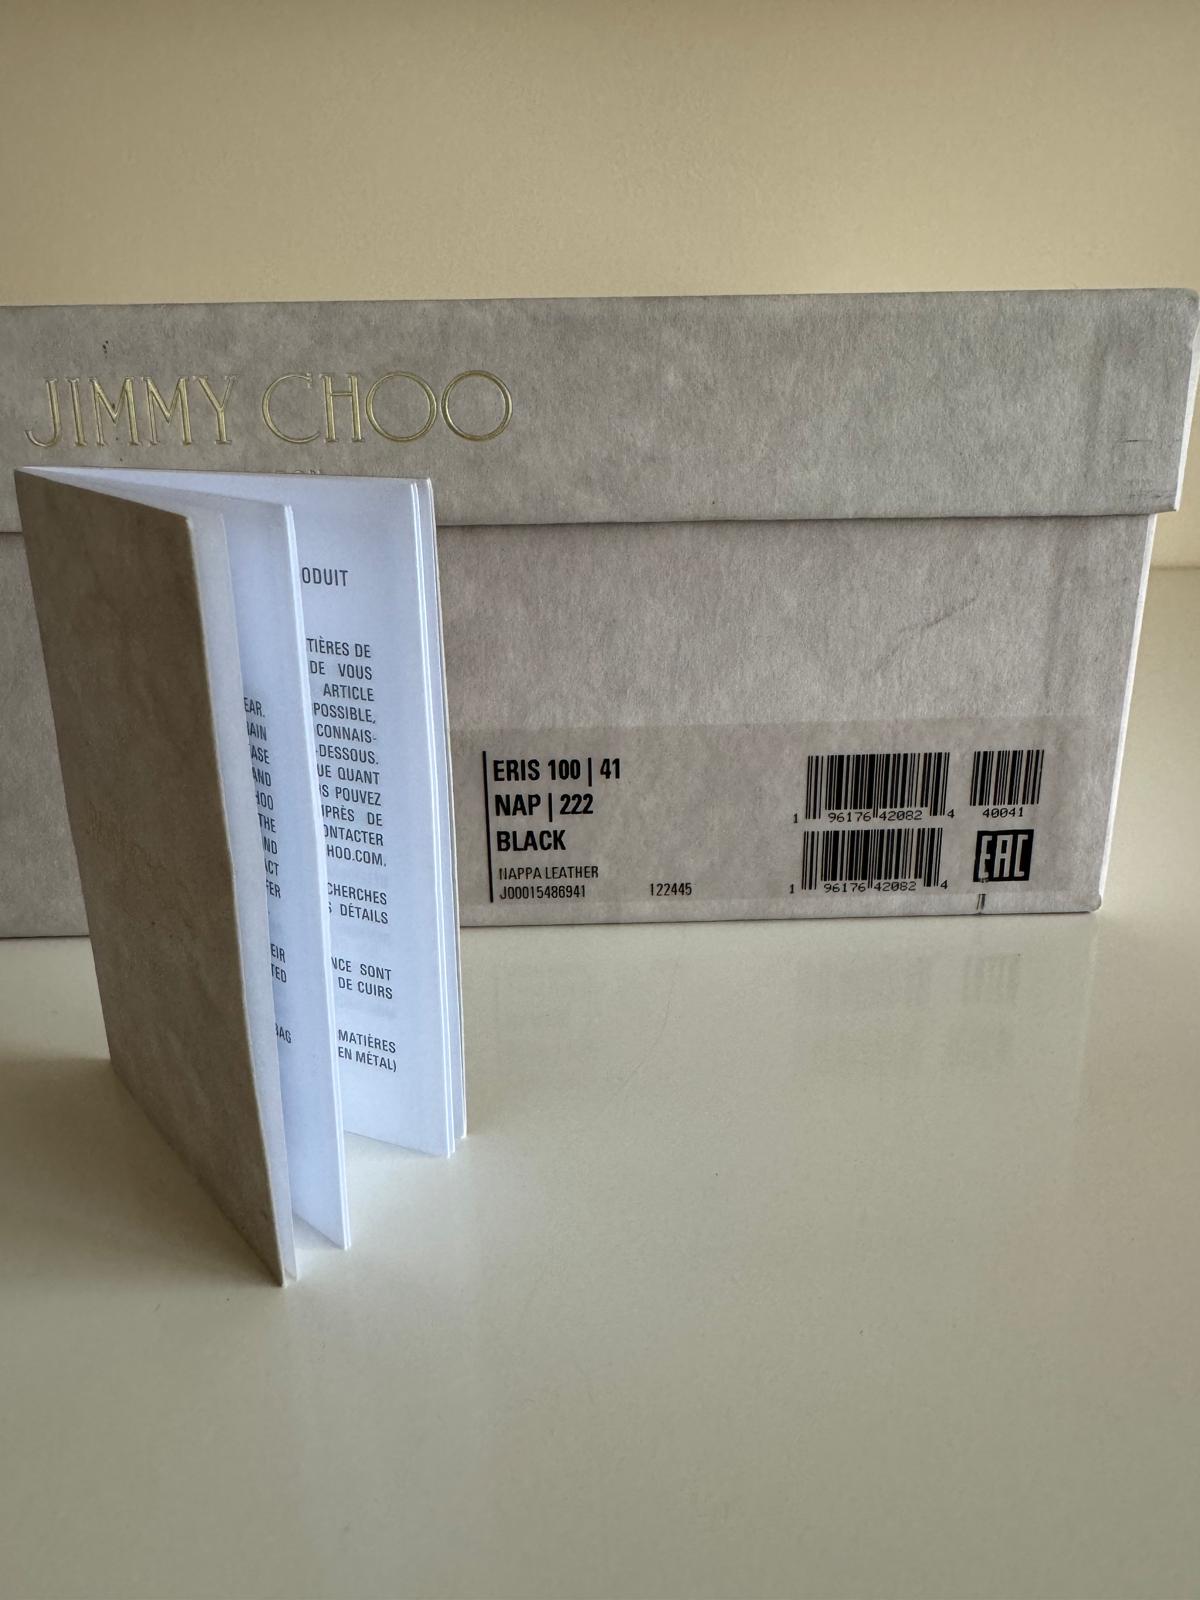 JIMMY CHOO
ODUIT
TIÈRES DE
DE VOUS
ARTICLE
POSSIBLE,
CONNAIS-
-DESSOUS.
UE QUANT
S POUVEZ
UPRÈS DE
ONTACTER
HOO.COM.
CHERCHES
S DÉTAILS
NCE SONT
DE CUIRS
MATIÈRES
EN MÉTAL)
EAR.
AIN
ASE
AND
HOO
THE
ND
ACT
FER
EIR
TED
BAG
ERIS 100 | 41
NAP | 222
BLACK
NAPPA LEATHER
J00015486941 122445
1 96176 42082 4
40041
1 96176 42082 4
EAC